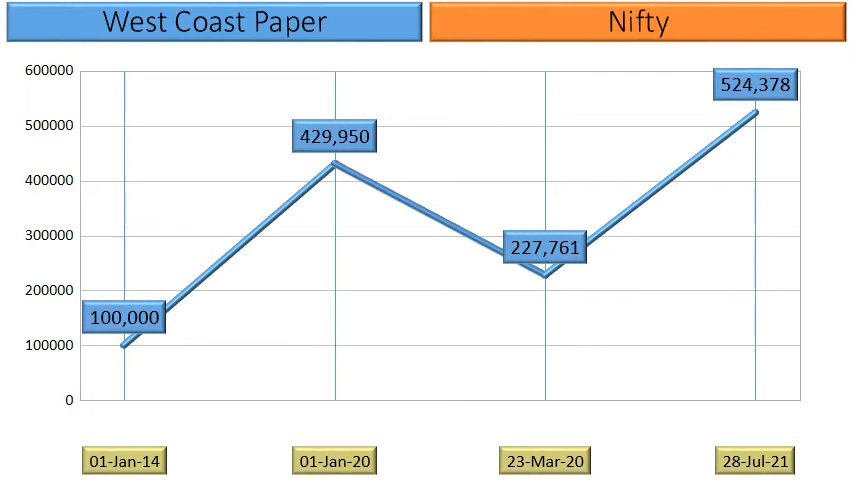 West Coast Paper
Nifty
600000
500000
400000
300000
200000
100000
0
524,378
429,950
227,761
100,000
01-Jan-14
01-Jan-20
23-Mar-20
28-Jul-21